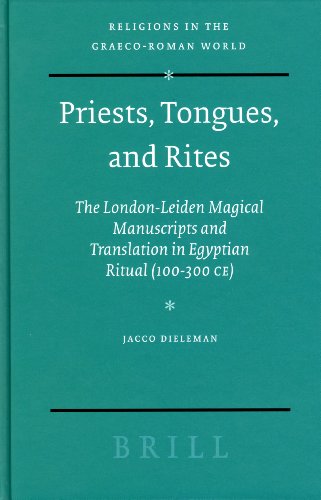 RELIGIONS IN THE
GRAECO-ROMAN WORLD
*
Priests, Tongues,
and Rites
The London-Leiden Magical
Manuscripts and
Translation in Egyptian
Ritual (100-300 CE)
*
JACCO DIELEMAN
BRILL